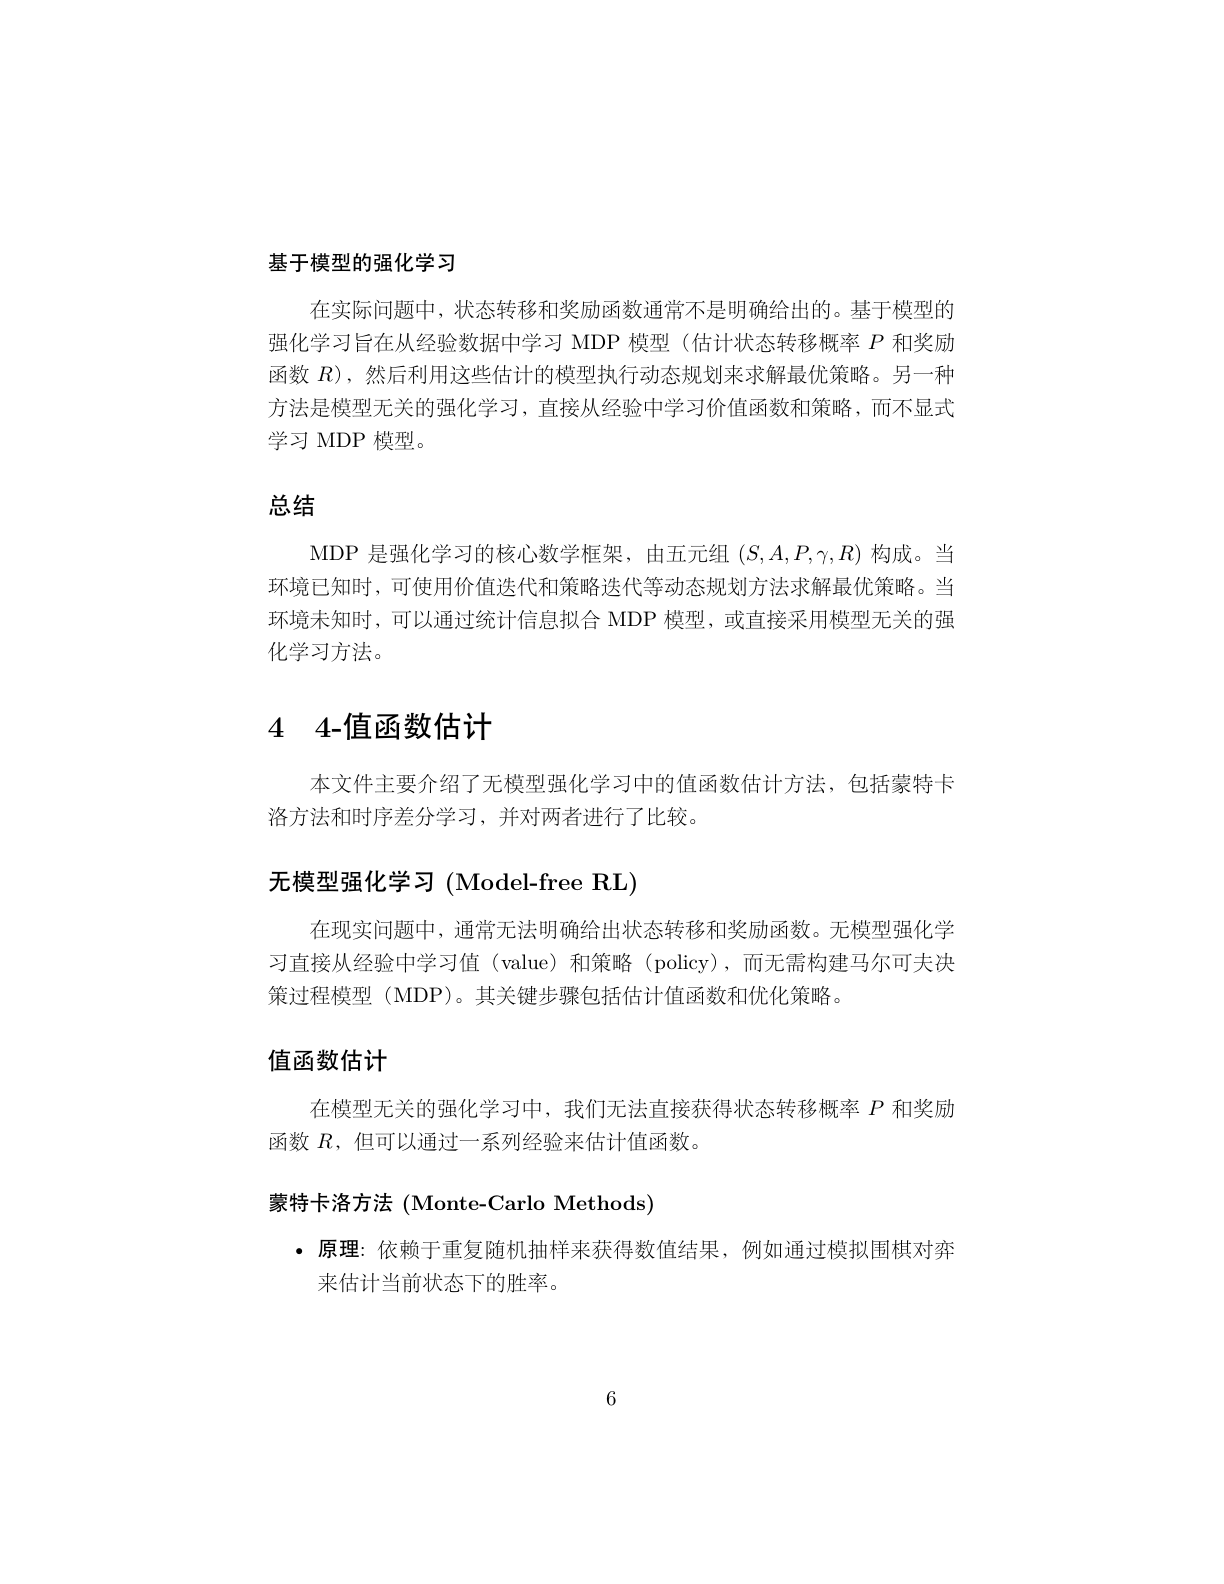 基于模型的强化学习
在实际问题中，状态转移和奖励函数通常不是明确给出的。基于模型的
强化学习旨在从经验数据中学习 MDP 模型（估计状态转移概率 P 和奖励
函数 R），然后利用这些估计的模型执行动态规划来求解最优策略。另一种
方法是模型无关的强化学习，直接从经验中学习价值函数和策略，而不显式
学习 MDP 模型。
总结
MDP 是强化学习的核心数学框架，由五元组 (S, A, P, γ, R) 构成。当
环境已知时，可使用价值迭代和策略迭代等动态规划方法求解最优策略。当
环境未知时，可以通过统计信息拟合 MDP 模型，或直接采用模型无关的强
化学习方法。
4 4-值函数估计
本文件主要介绍了无模型强化学习中的值函数估计方法，包括蒙特卡
洛方法和时序差分学习，并对两者进行了比较。
无模型强化学习 (Model-free RL)
在现实问题中，通常无法明确给出状态转移和奖励函数。无模型强化学
习直接从经验中学习值（value）和策略（policy），而无需构建马尔可夫决
策过程模型（MDP）。其关键步骤包括估计值函数和优化策略。
值函数估计
在模型无关的强化学习中，我们无法直接获得状态转移概率 P 和奖励
函数 R，但可以通过一系列经验来估计值函数。
蒙特卡洛方法 (Monte-Carlo Methods)
• 原理: 依赖于重复随机抽样来获得数值结果，例如通过模拟围棋对弈
来估计当前状态下的胜率。
6